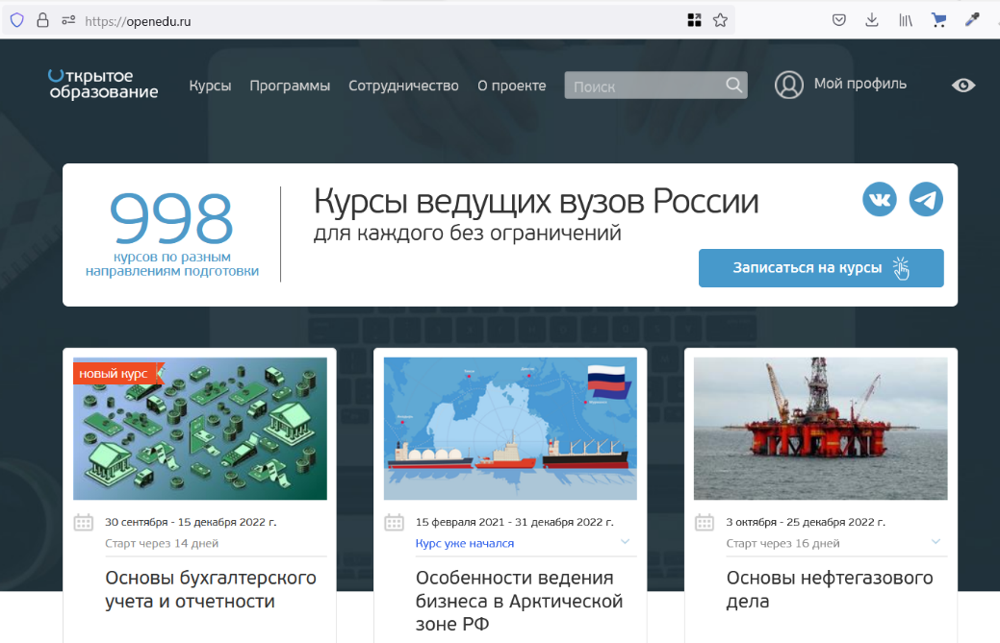 https://openedu.ru
Открытое
образование
Курсы Программы Сотрудничество О проекте Поиск Мой профиль
998
курсов по разным
направлениям подготовки
Курсы ведущих вузов России
для каждого без ограничений
Записаться на курсы
новый курс
30 сентября - 15 декабря 2022 г.
Старт через 14 дней
Основы бухгалтерского
учета и отчетности
15 февраля 2021 - 31 декабря 2022 г.
Курс уже начался
Особенности ведения
бизнеса в Арктической
зоне РФ
3 октября - 25 декабря 2022 г.
Старт через 16 дней
Основы нефтегазового
дела